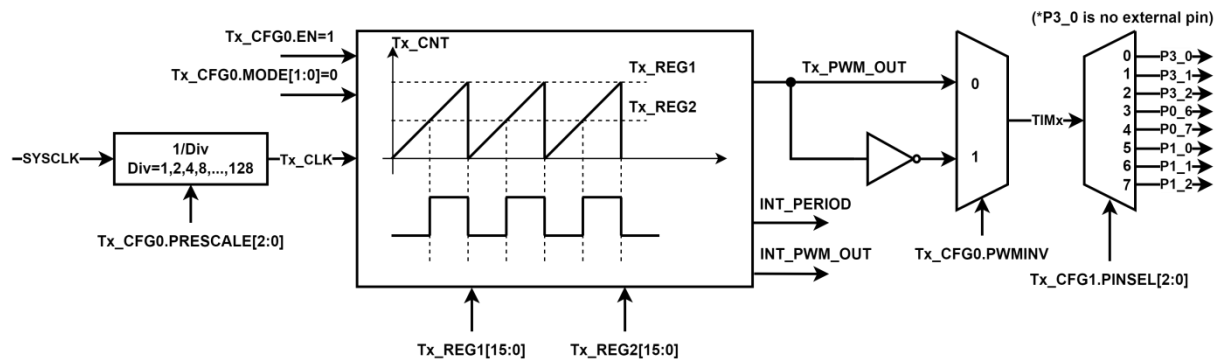 (*P3_0 is no external pin)
Tx_CFG0.EN=1
Tx_CFG0.MODE[1:0]=0
Tx_CNT
Tx_REG1
Tx_REG2
Tx_PWM_OUT
0
1
TIMx
0
1
2
3
4
5
6
7
P3_0
P3_1
P3_2
P0_6
P0_7
P1_0
P1_1
P1_2
SYSCLK
1/Div
Div=1,2,4,8,...,128
Tx_CLK
INT_PERIOD
INT_PWM_OUT
Tx_CFG0.PRESCALE[2:0]
Tx_CFG0.PWMINV
Tx_CFG1.PINSEL[2:0]
Tx_REG1[15:0]
Tx_REG2[15:0]